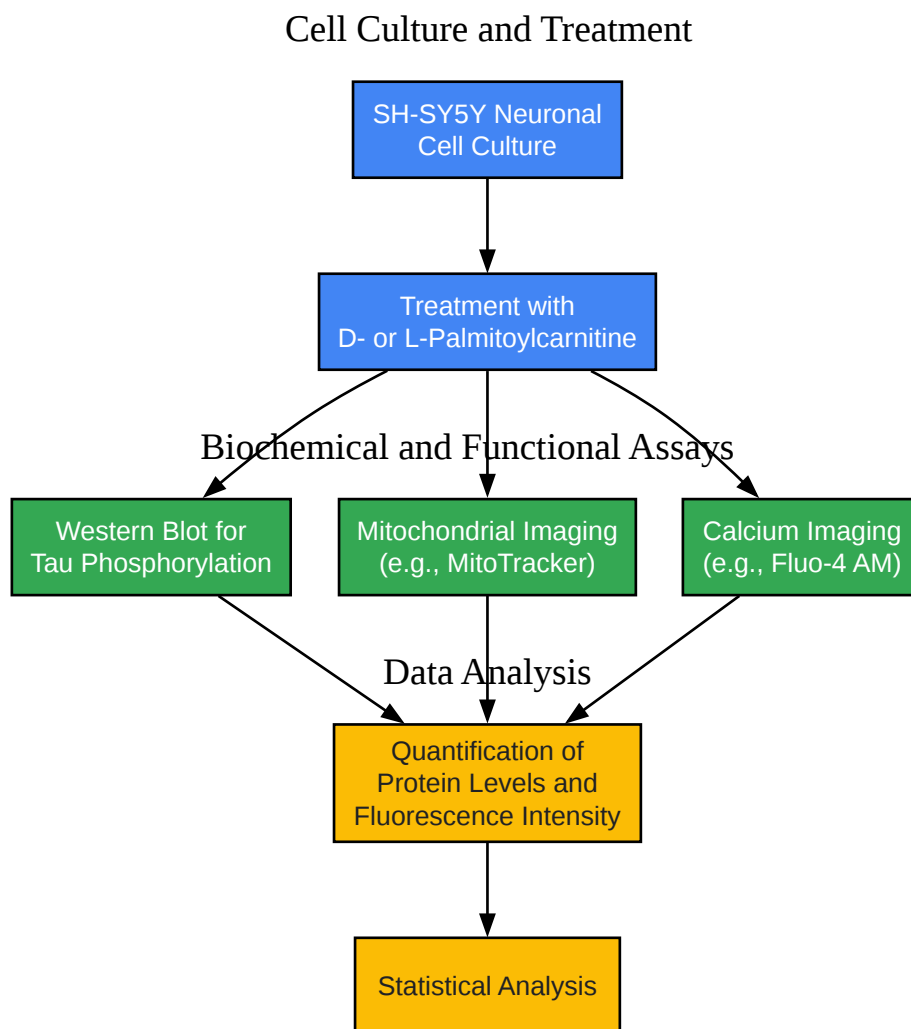 Cell Culture and Treatment
SH-SY5Y Neuronal
Cell Culture
Treatment with
D- or L-Palmitoylcarnitine
Biochemical and Functional Assays
Western Blot for
Tau Phosphorylation
Mitochondrial Imaging
(e.g., MitoTracker)
Calcium Imaging
(e.g., Fluo-4 AM)
Data Analysis
Quantification of
Protein Levels and
Fluorescence Intensity
Statistical Analysis